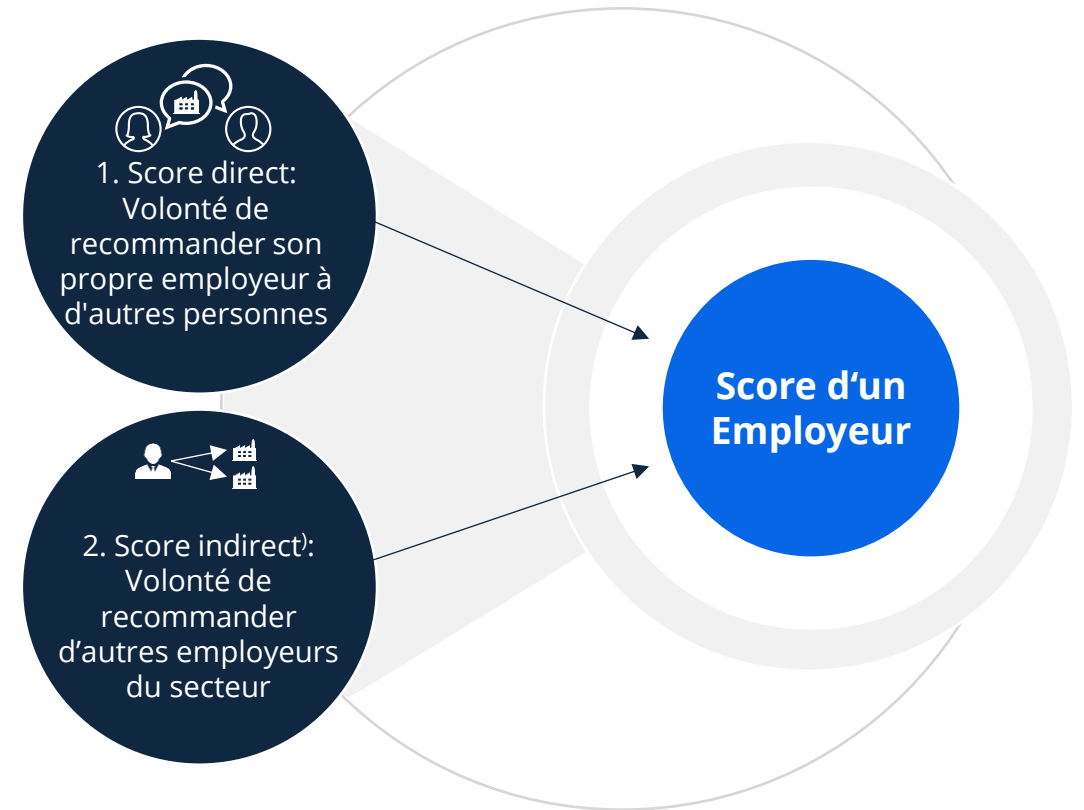 1. Score direct:
Volonté de
recommander son
propre employeur à
d'autres personnes
2. Score indirect⁾:
Volonté de
recommander
d’autres employeurs
du secteur
Score d‘un
Employeur